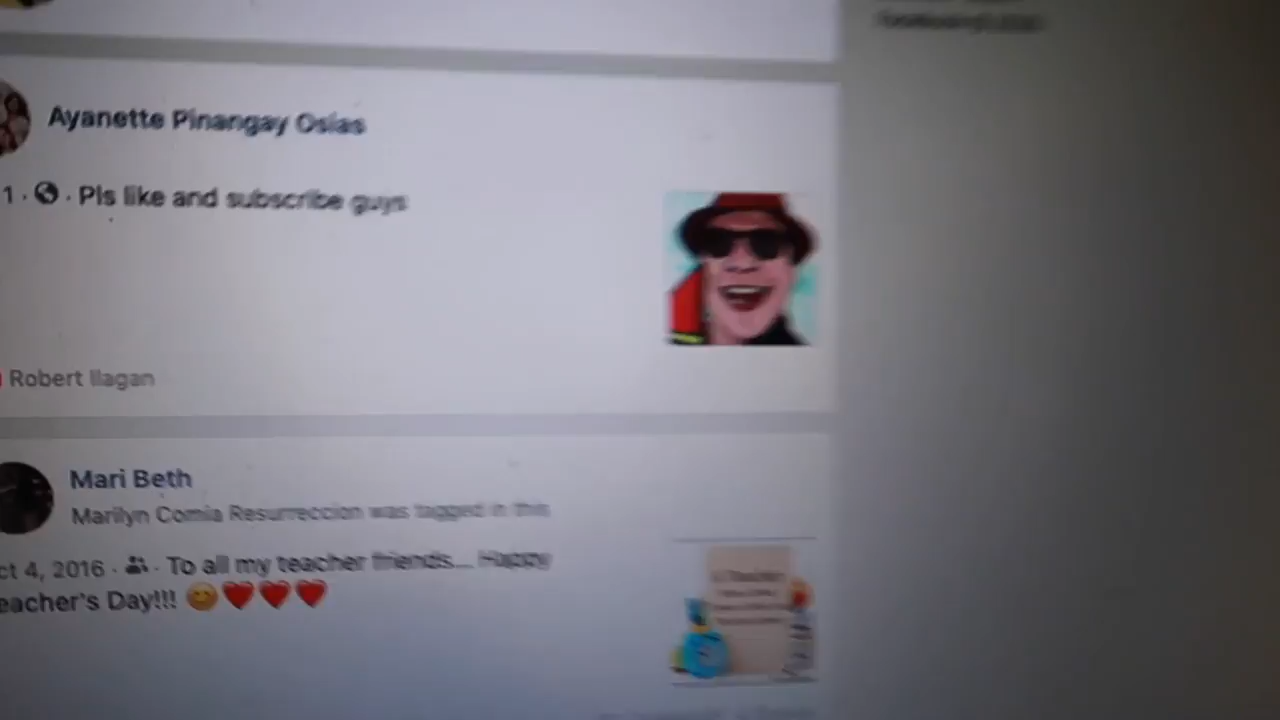 Ayanette Pinangay Osias
1 · Pls like and subscribe guys
Robert Ilagan
Mari Beth
Marilyn Comia Resurreccion was tagged in this
ct 4, 2016 · To all my teacher friends... Happy
eacher's Day!!! 😊❤️❤️❤️